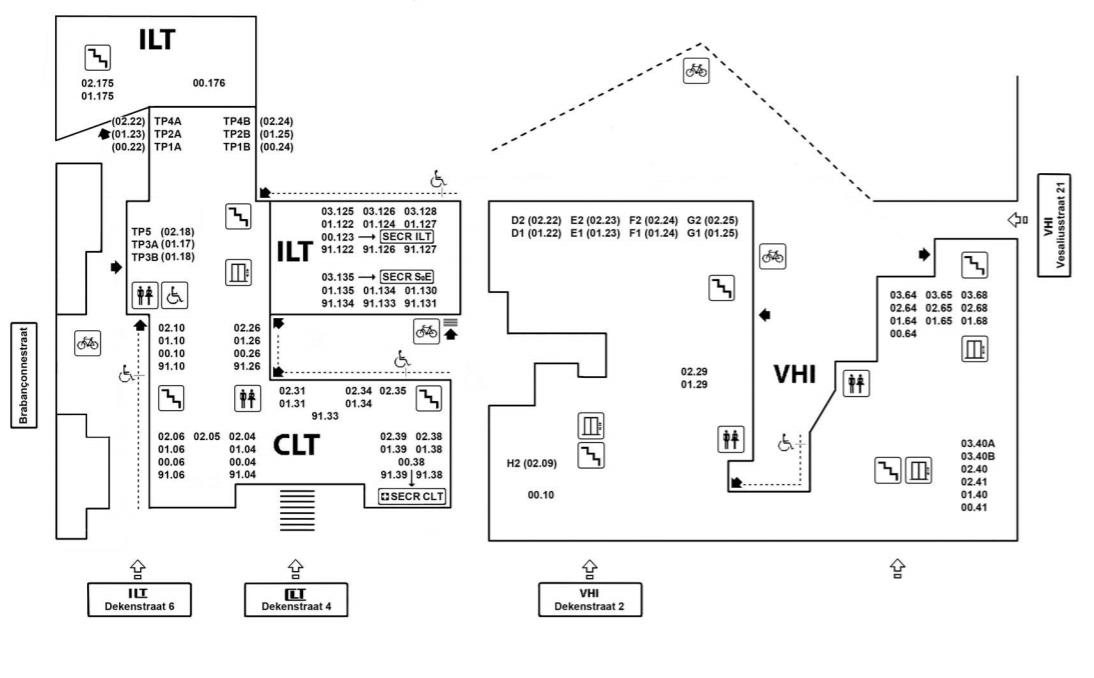 ILT
02.175 00.176
01.175
(02.22) TP4A TP4B (02.24)
(01.23) TP2A TP2B (01.25)
(00.22) TP1A TP1B (00.24)
TP5 (02.18)
TP3A (01.17)
TP3B (01.18)
ILT
03.125 03.126 03.128
01.122 01.124 01.127
00.123 → SECR ILT
91.122 91.126 91.127
03.135 → SECR SoE
01.135 01.134 01.130
91.134 91.133 91.131
02.10 02.26
01.10 01.26
00.10 00.26
91.10 91.26
02.31 02.34 02.35
01.31 01.34
91.33
CLT
02.06 02.05 02.04
01.06 01.04
00.06 00.04
91.06 91.04
02.39 02.38
01.39 01.38
00.38
91.39 91.38
SECR CLT
Brabançonnestraat
ILT
Dekenstraat 6
CLT
Dekenstraat 4
D2 (02.22) E2 (02.23) F2 (02.24) G2 (02.25)
D1 (01.22) E1 (01.23) F1 (01.24) G1 (01.25)
02.29
01.29
H2 (02.09)
00.10
VHI
03.64 03.65 03.68
02.64 02.65 02.68
01.64 01.65 01.68
00.64
03.40A
03.40B
02.40
02.41
01.40
00.41
VHI
Vesaliusstraat 21
VHI
Dekenstraat 2